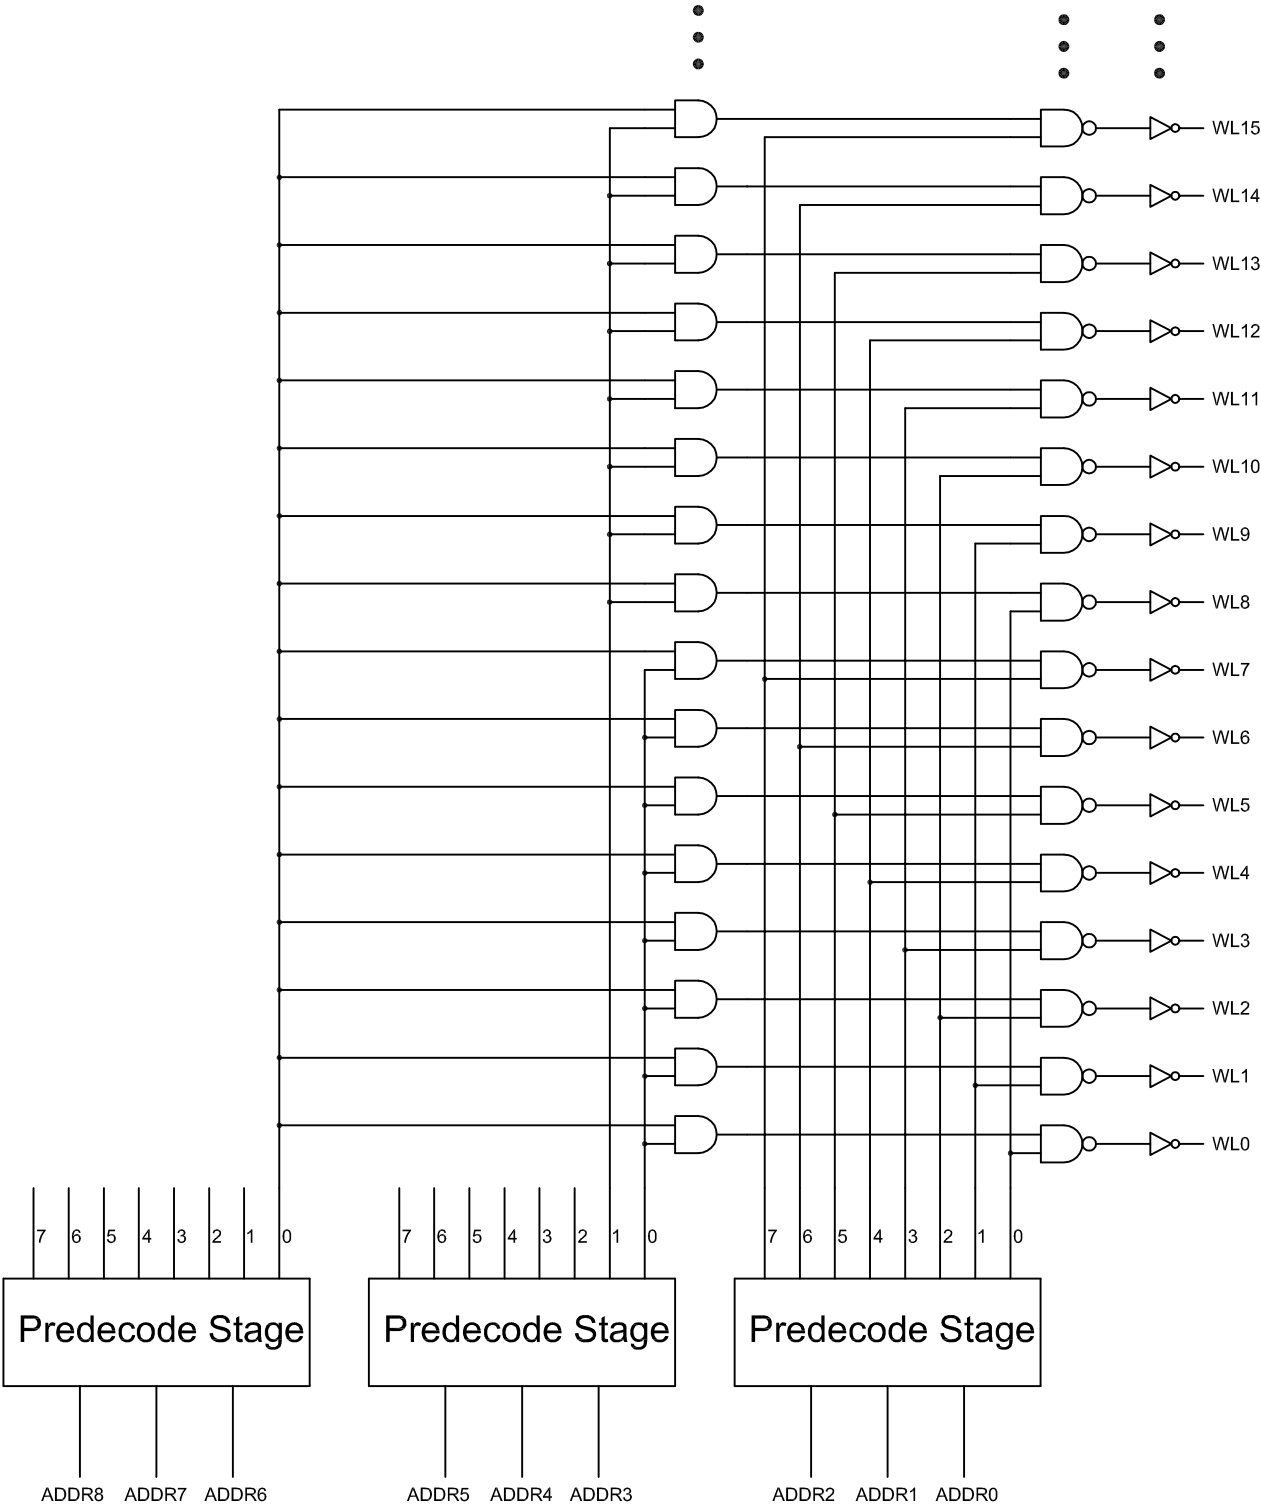 WL15
WL14
WL13
WL12
WL11
WL10
WL9
WL8
WL7
WL6
WL5
WL4
WL3
WL2
WL1
WL0
7 6 5 4 3 2 1 0 7 6 5 4 3 2 1 0 7 6 5 4 3 2 1 0
Predecode Stage Predecode Stage Predecode Stage
ADDR8 ADDR7 ADDR6 ADDR5 ADDR4 ADDR3 ADDR2 ADDR1 ADDR0